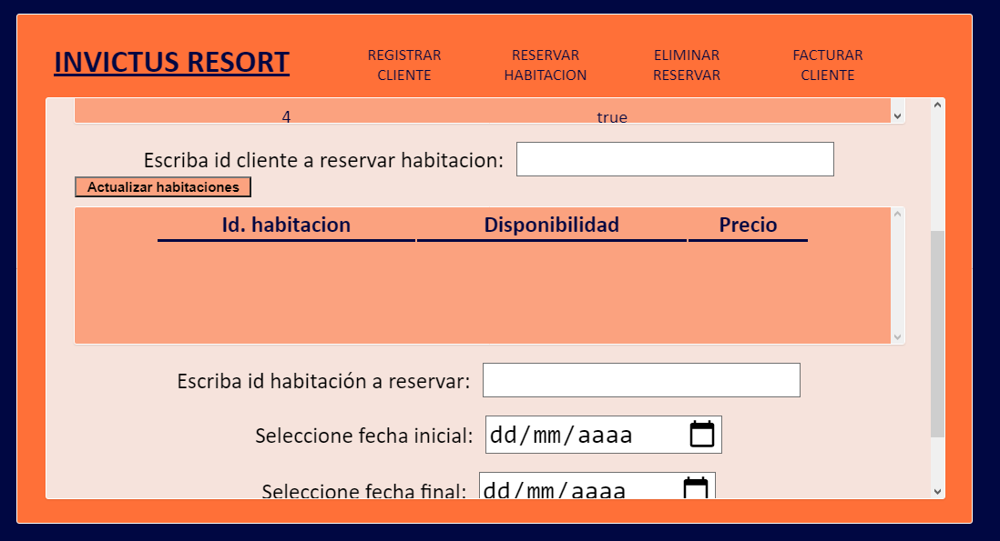 INVICTUS RESORT
REGISTRAR
CLIENTE
RESERVAR
HABITACION
ELIMINAR
RESERVAR
FACTURAR
CLIENTE
4 true
Escriba id cliente a reservar habitacion:
Actualizar habitaciones
Id. habitacion Disponibilidad Precio
Escriba id habitación a reservar:
Seleccione fecha inicial: dd/mm/aaaa
Seleccione fecha final: dd/mm/aaaa